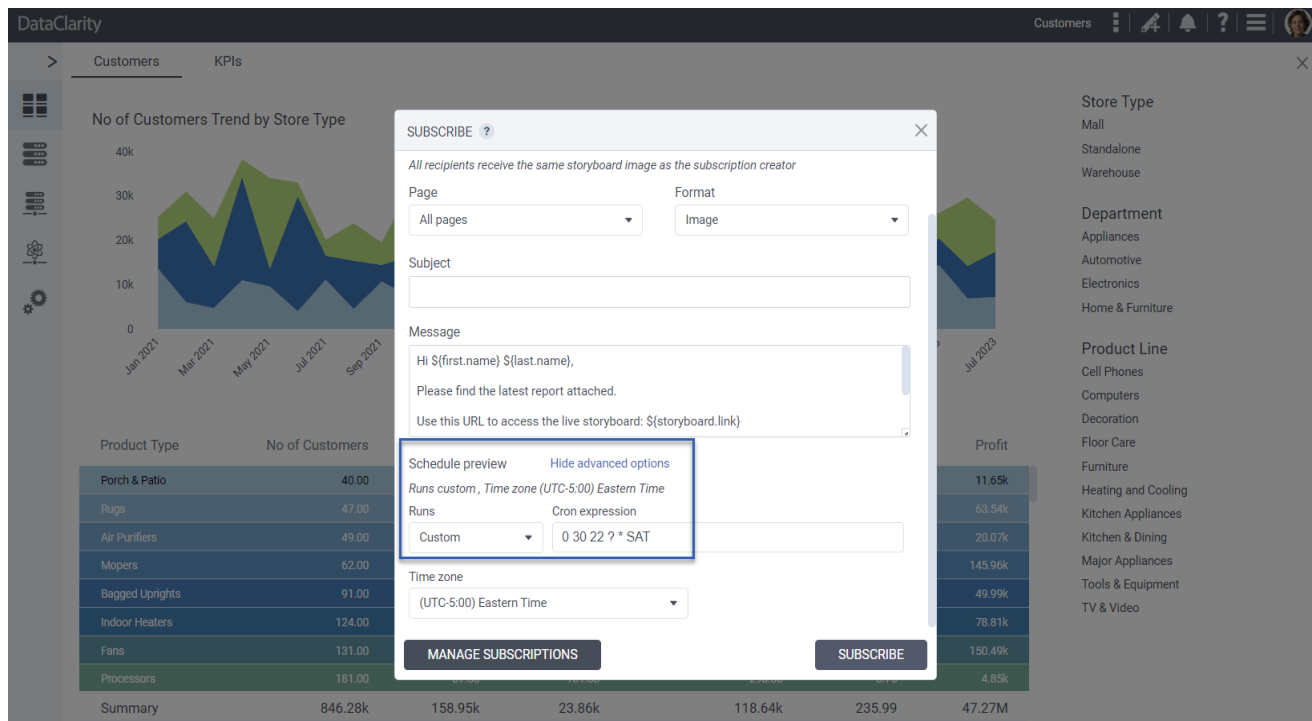 DataClarity
Customers
?
Customers KPIs
No of Customers Trend by Store Type
40k
30k
20k
10k
0
Jan 2021 Mar 2021 May 2021 Jul 2021 Sep 2021 Jul 2023
Product Type No of Customers Profit
Porch & Patio 40.00 11.65k
Rugs 47.00 63.54k
Air Purifiers 49.00 20.07k
Mopers 62.00 145.96k
Bagged Uprights 91.00 49.99k
Indoor Heaters 124.00 78.81k
Fans 131.00 150.49k
Processors 181.00 4.85k
Summary 846.28k 158.95k 23.86k 118.64k 235.99 47.27M
SUBSCRIBE ?
All recipients receive the same storyboard image as the subscription creator
Page Format
All pages Image
Subject
Message
Hi ${first.name} ${last.name},
Please find the latest report attached.
Use this URL to access the live storyboard: ${storyboard.link}
Schedule preview Hide advanced options
Runs custom , Time zone (UTC-5:00) Eastern Time
Runs Cron expression
Custom 0 30 22 ? * SAT
Time zone
(UTC-5:00) Eastern Time
MANAGE SUBSCRIPTIONS SUBSCRIBE
Store Type
Mall
Standalone
Warehouse
Department
Appliances
Automotive
Electronics
Home & Furniture
Product Line
Cell Phones
Computers
Decoration
Floor Care
Furniture
Heating and Cooling
Kitchen Appliances
Kitchen & Dining
Major Appliances
Tools & Equipment
TV & Video